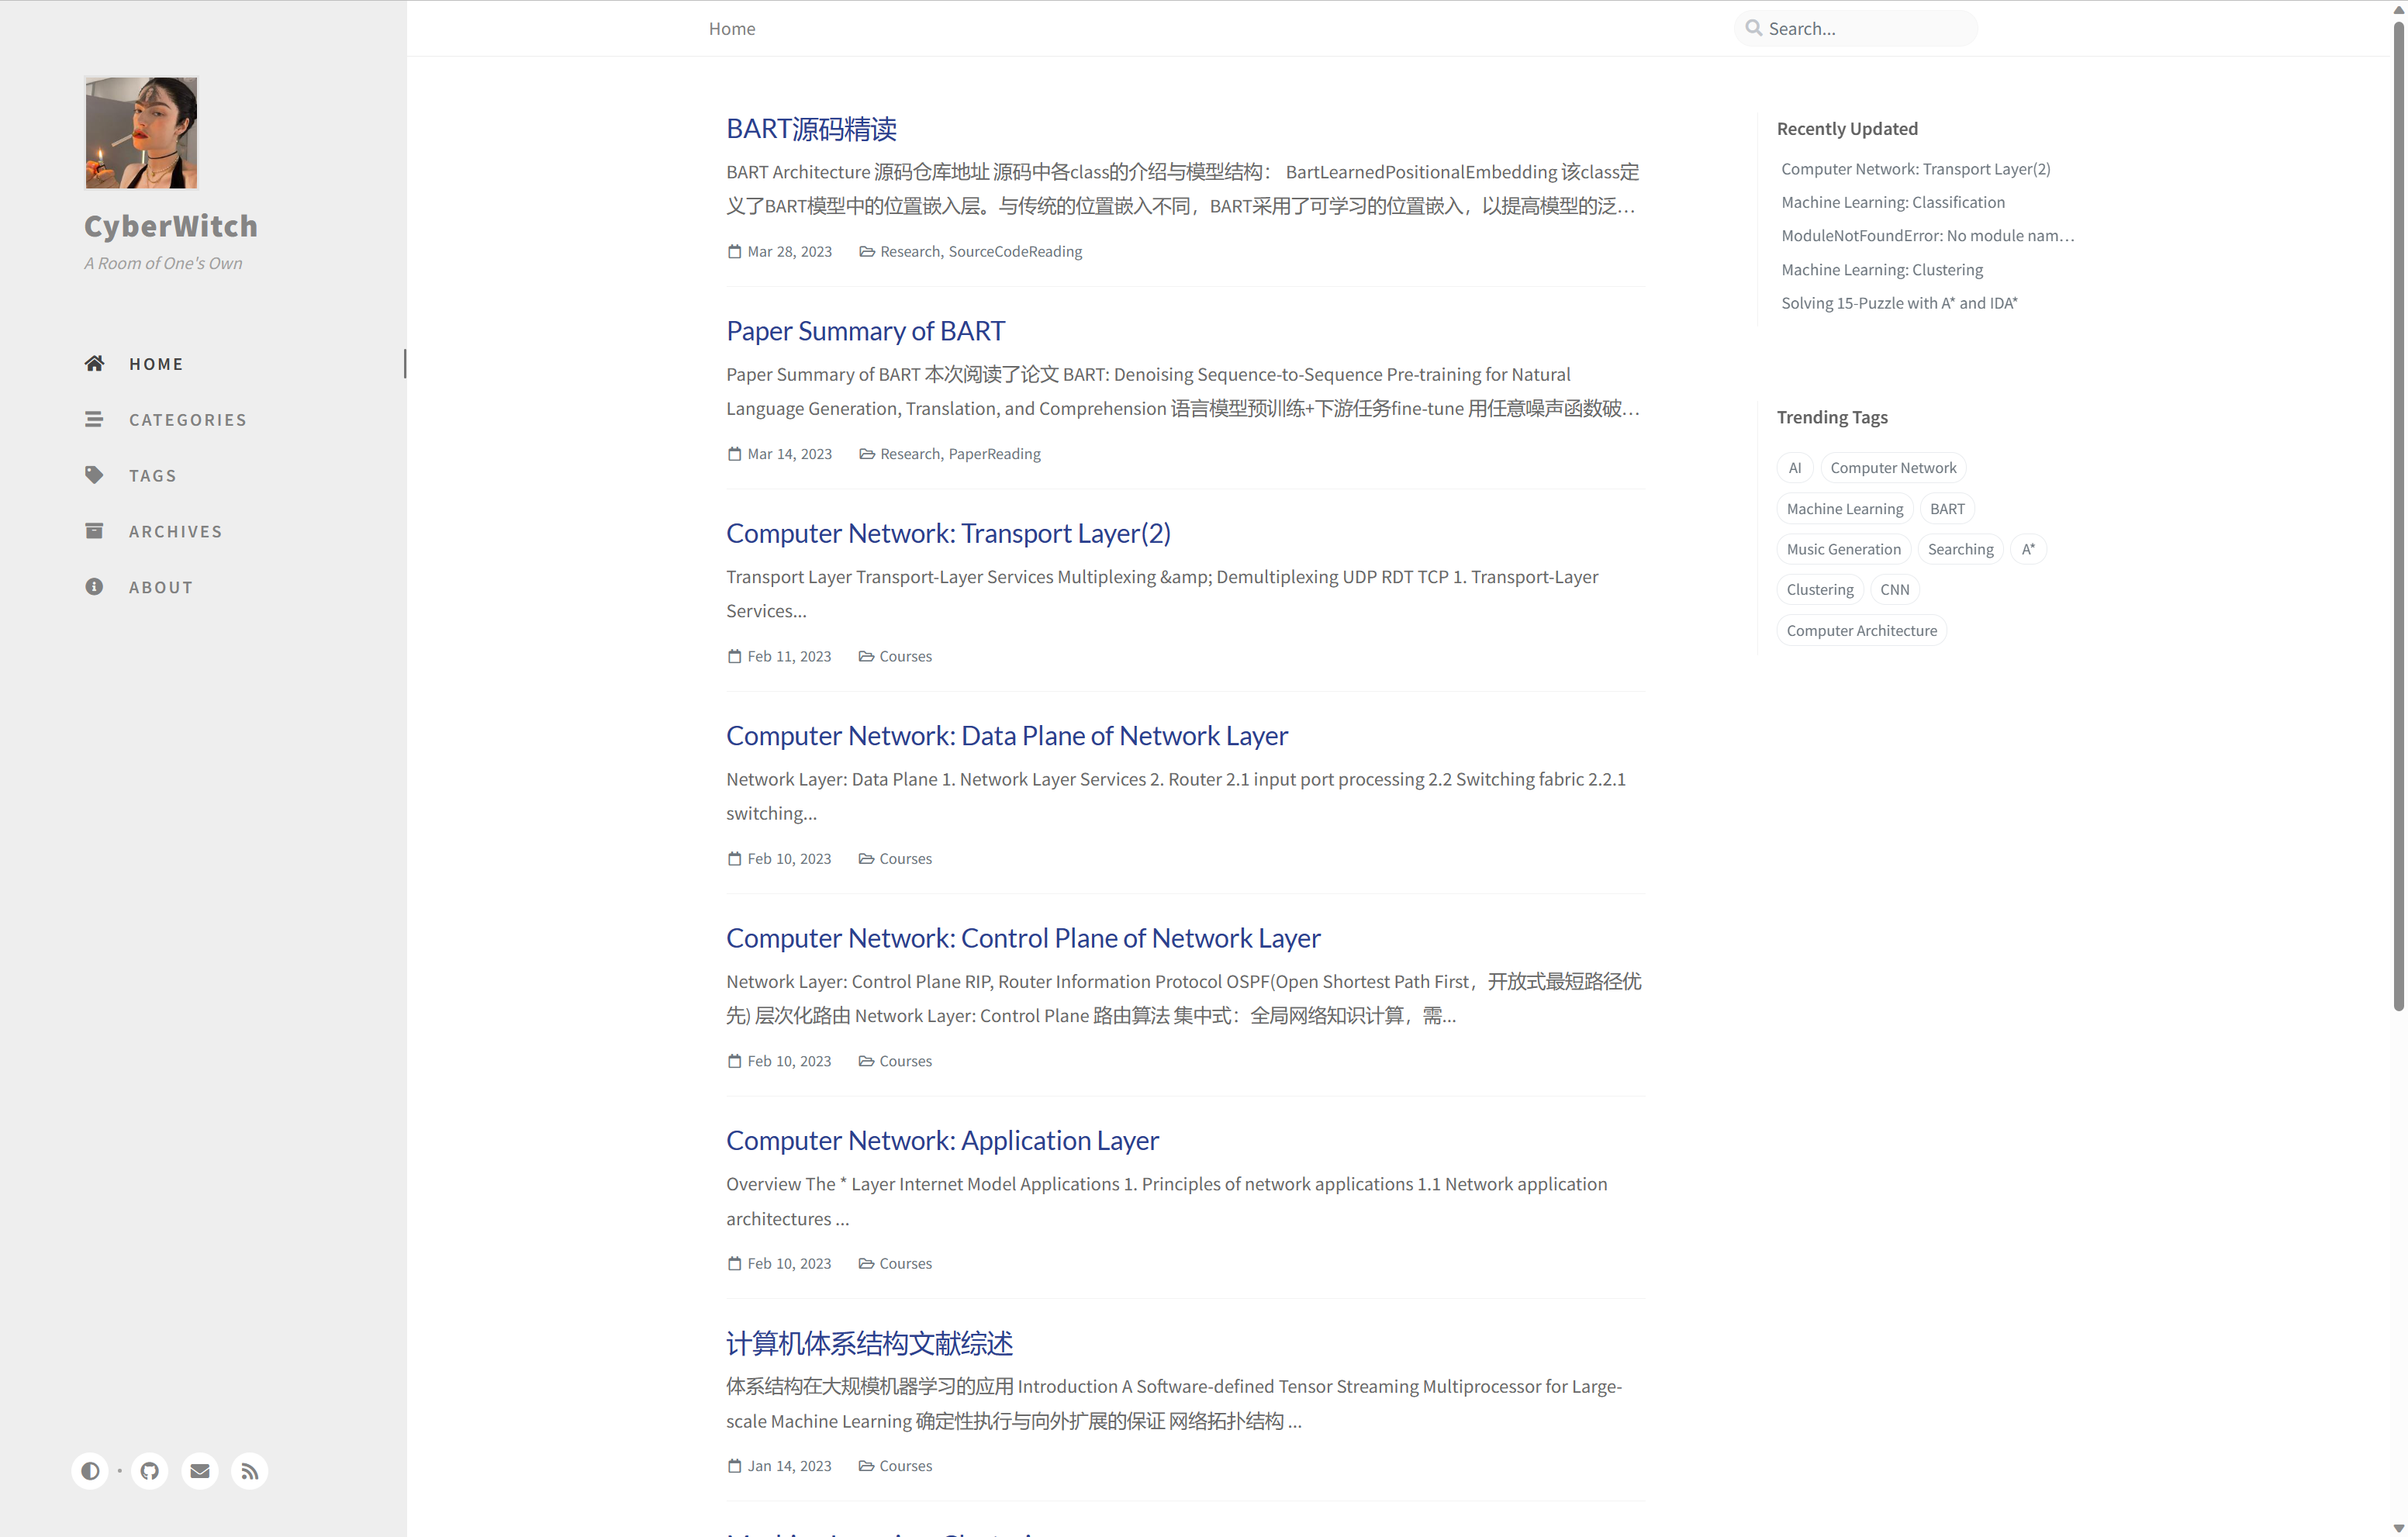 CyberWitch
A Room of One's Own
HOME
CATEGORIES
TAGS
ARCHIVES
ABOUT
Home
Search...
BART源码精读
BART Architecture 源码仓库地址 源码中各class的介绍与模型结构： BartLearnedPositionalEmbedding 该class定
义了BART模型中的位置嵌入层。与传统的位置嵌入不同，BART采用了可学习的位置嵌入，以提高模型的泛…
Mar 28, 2023 Research, SourceCodeReading
Paper Summary of BART
Paper Summary of BART 本次阅读了论文 BART: Denoising Sequence-to-Sequence Pre-training for Natural
Language Generation, Translation, and Comprehension 语言模型预训练+下游任务fine-tune 用任意噪声函数破…
Mar 14, 2023 Research, PaperReading
Computer Network: Transport Layer(2)
Transport Layer Transport-Layer Services Multiplexing &amp; Demultiplexing UDP RDT TCP 1. Transport-Layer
Services...
Feb 11, 2023 Courses
Computer Network: Data Plane of Network Layer
Network Layer: Data Plane 1. Network Layer Services 2. Router 2.1 input port processing 2.2 Switching fabric 2.2.1
switching...
Feb 10, 2023 Courses
Computer Network: Control Plane of Network Layer
Network Layer: Control Plane RIP, Router Information Protocol OSPF(Open Shortest Path First，开放式最短路径优
先) 层次化路由 Network Layer: Control Plane 路由算法 集中式：全局网络知识计算，需...
Feb 10, 2023 Courses
Computer Network: Application Layer
Overview The * Layer Internet Model Applications 1. Principles of network applications 1.1 Network application
architectures ...
Feb 10, 2023 Courses
计算机体系结构文献综述
体系结构在大规模机器学习的应用 Introduction A Software-defined Tensor Streaming Multiprocessor for Large-
scale Machine Learning 确定性执行与向外扩展的保证 网络拓扑结构 ...
Jan 14, 2023 Courses
Recently Updated
Computer Network: Transport Layer(2)
Machine Learning: Classification
ModuleNotFoundError: No module nam…
Machine Learning: Clustering
Solving 15-Puzzle with A* and IDA*
Trending Tags
AI Computer Network
Machine Learning BART
Music Generation Searching A*
Clustering CNN
Computer Architecture